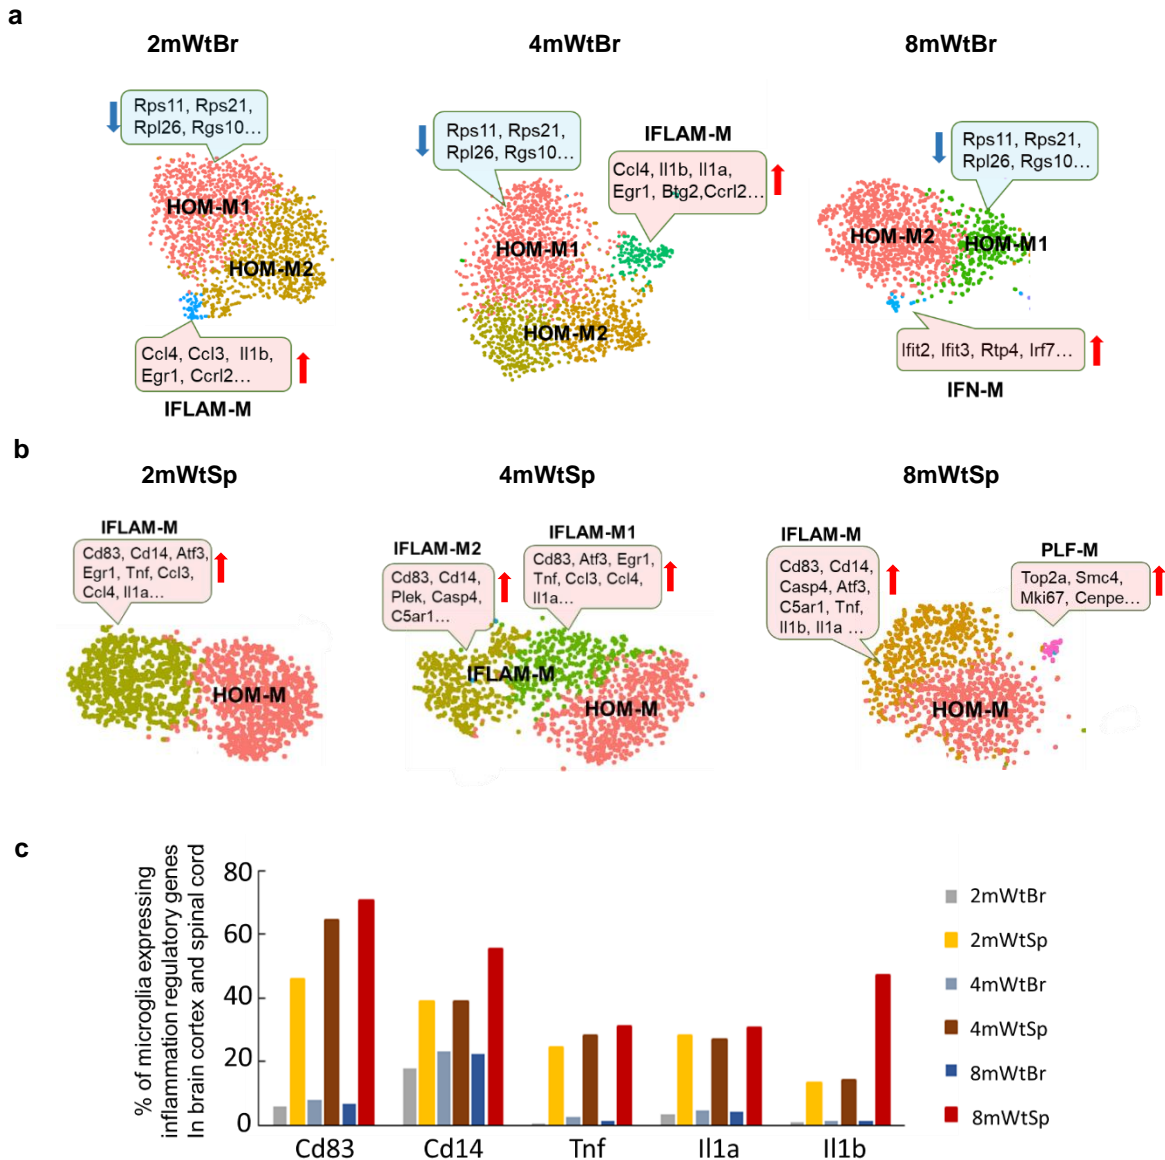 a
2mWtBr
4mWtBr
8mWtBr
Rps11, Rps21,
Rpl26, Rgs10...
HOM-M1
HOM-M2
Ccl4, Ccl3, Il1b,
Egr1, Ccrl2...
IFLAM-M
Rps11, Rps21,
Rpl26, Rgs10...
IFLAM-M
Ccl4, Il1b, Il1a,
Egr1, Btg2,Ccrl2...
HOM-M1
HOM-M2
Rps11, Rps21,
Rpl26, Rgs10...
HOM-M2
HOM-M1
Ifit2, Ifit3, Rtp4, Irf7...
IFN-M
b
2mWtSp
4mWtSp
8mWtSp
IFLAM-M
Cd83, Cd14, Atf3,
Egr1, Tnf, Ccl3,
Ccl4, Il1a...
HOM-M
IFLAM-M2
Cd83, Cd14,
Plek, Casp4,
C5ar1...
IFLAM-M1
Cd83, Atf3, Egr1,
Tnf, Ccl3, Ccl4,
Il1a...
IFLAM-M
HOM-M
IFLAM-M
Cd83, Cd14,
Casp4, Atf3,
C5ar1, Tnf,
Il1b, Il1a ...
PLF-M
Top2a, Smc4,
Mki67, Cenpe...
HOM-M
c
% of microglia expressing
inflammation regulatory genes
In brain cortex and spinal cord
80
60
40
20
0
Cd83
Cd14
Tnf
Il1a
Il1b
2mWtBr
2mWtSp
4mWtBr
4mWtSp
8mWtBr
8mWtSp